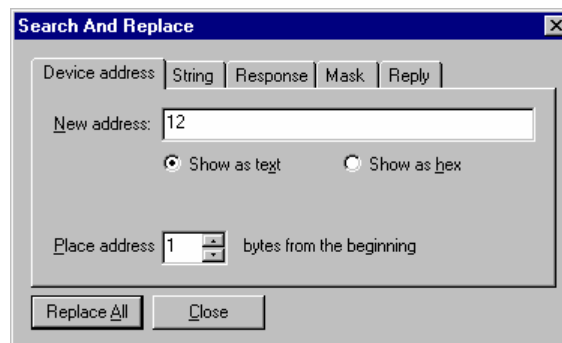 Search And Replace
Device address String Response Mask Reply
New address: 12
Show as text Show as hex
Place address 1 bytes from the beginning
Replace All Close